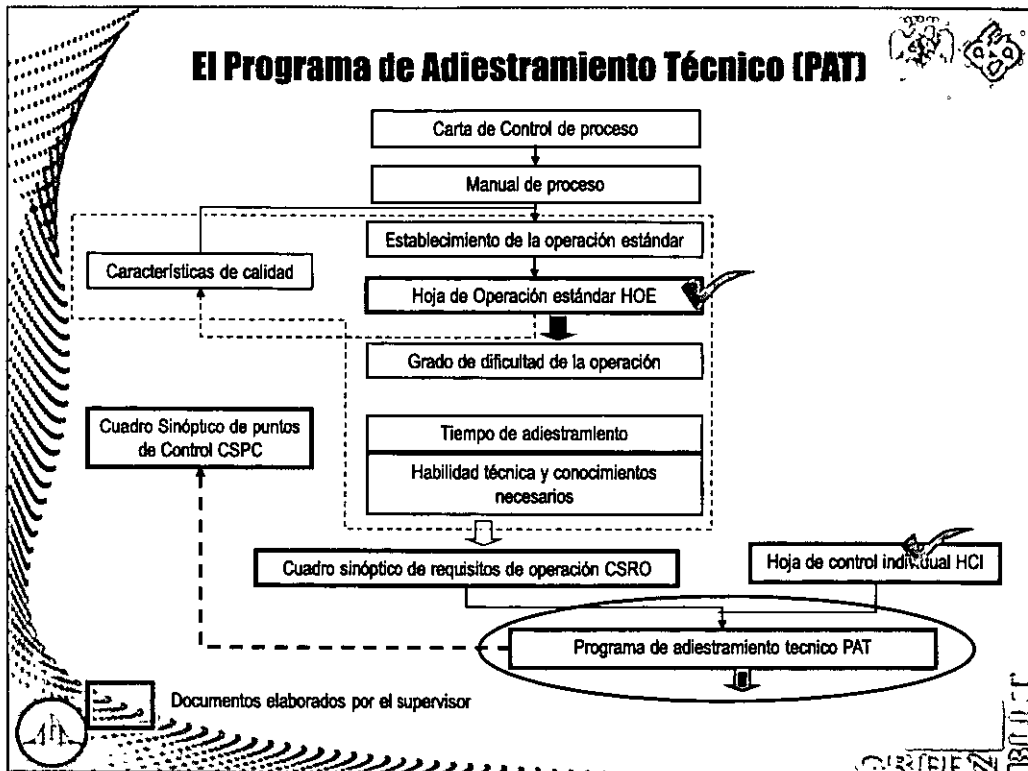 El Programa de Adiestramiento Técnico (PAT)
Carta de Control de proceso
Manual de proceso
Establecimiento de la operación estándar
Características de calidad
Hoja de Operación estándar HOE
Grado de dificultad de la operación
Cuadro Sinóptico de puntos
de Control CSPC
Tiempo de adiestramiento
Habilidad técnica y conocimientos
necesarios
Cuadro sinóptico de requisitos de operación CSRO
Hoja de control individual HCI
Programa de adiestramiento tecnico PAT
Documentos elaborados por el supervisor